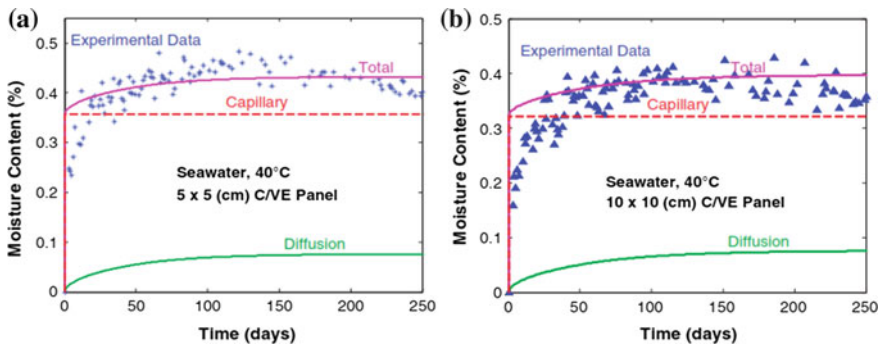 (a)
0.5
0.4
0.3
0.2
0.1
0
Moisture Content (%)
Experimental Data
Total
Capillary
Seawater, 40°C
5 x 5 (cm) C/VE Panel
Diffusion
0
50
100
150
200
250
Time (days)
(b)
0.5
0.4
0.3
0.2
0.1
0
Moisture Content (%)
Experimental Data
Total
Capillary
Seawater, 40°C
10 x 10 (cm) C/VE Panel
Diffusion
0
50
100
150
200
250
Time (days)